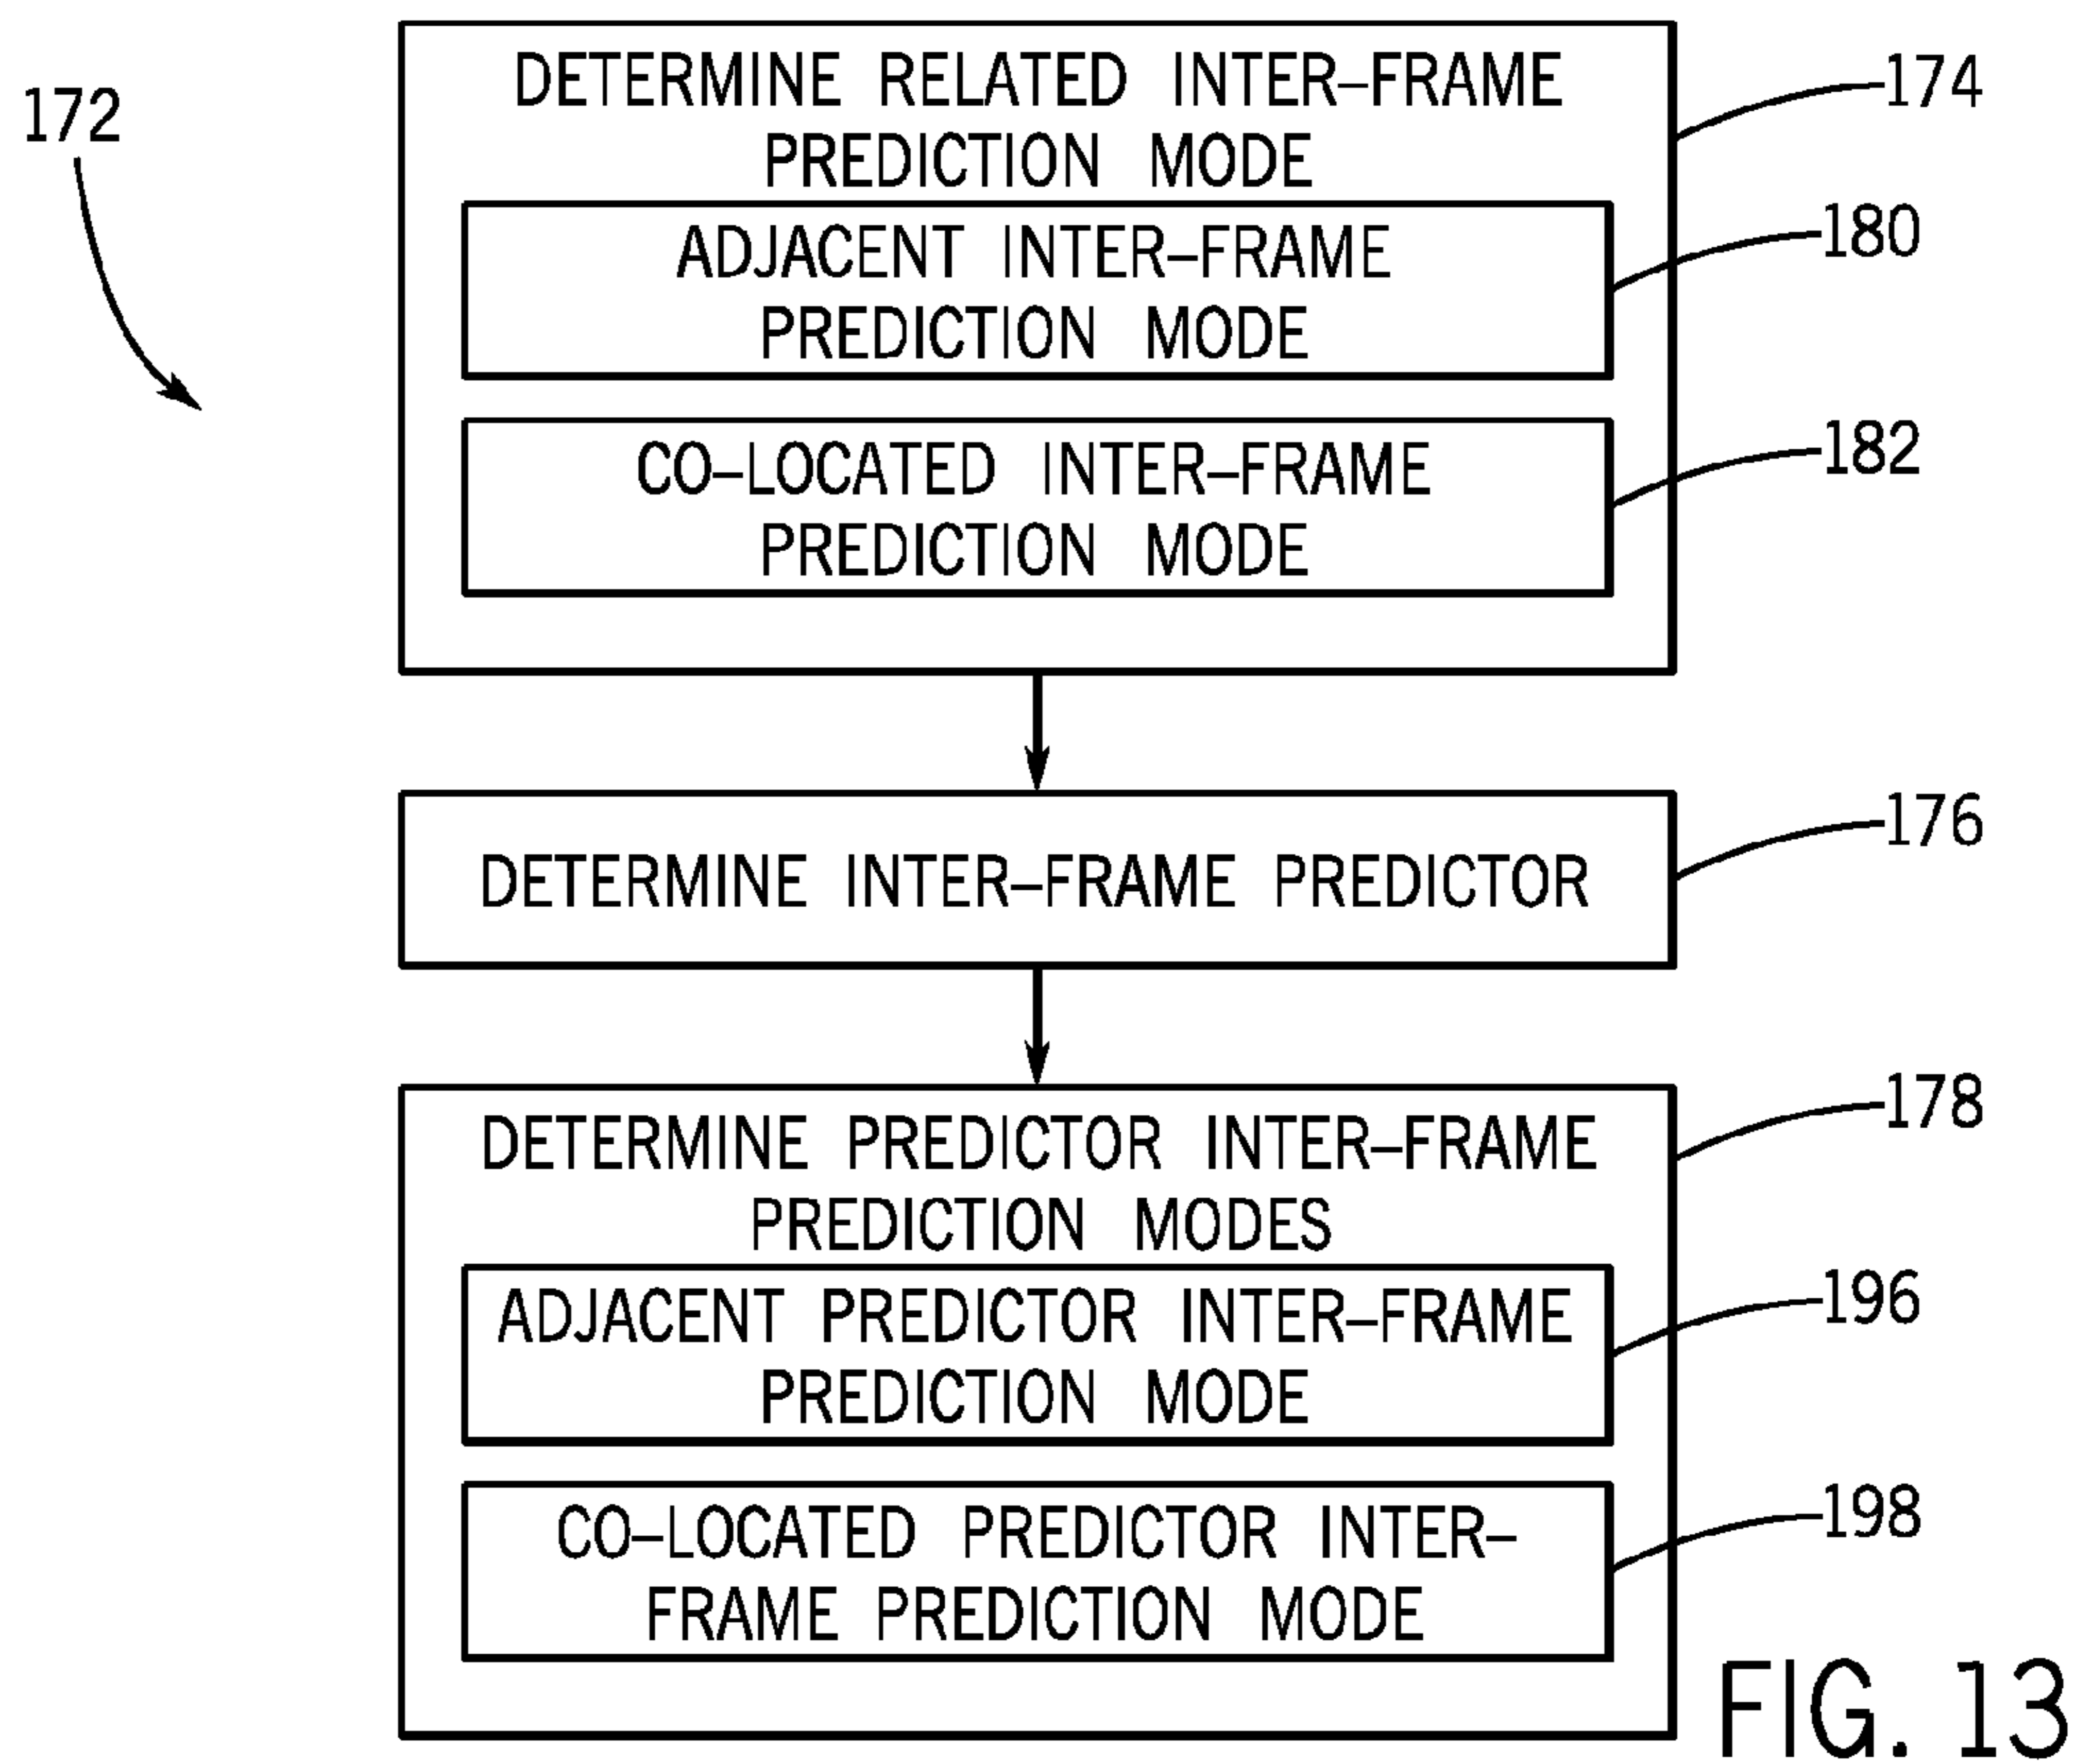 172
DETERMINE RELATED INTER–FRAME
PREDICTION MODE
174
ADJACENT INTER–FRAME
PREDICTION MODE
180
CO–LOCATED INTER–FRAME
PREDICTION MODE
182
DETERMINE INTER–FRAME PREDICTOR
176
DETERMINE PREDICTOR INTER–FRAME
PREDICTION MODES
178
ADJACENT PREDICTOR INTER–FRAME
PREDICTION MODE
196
CO–LOCATED PREDICTOR INTER–
FRAME PREDICTION MODE
198
FIG. 13